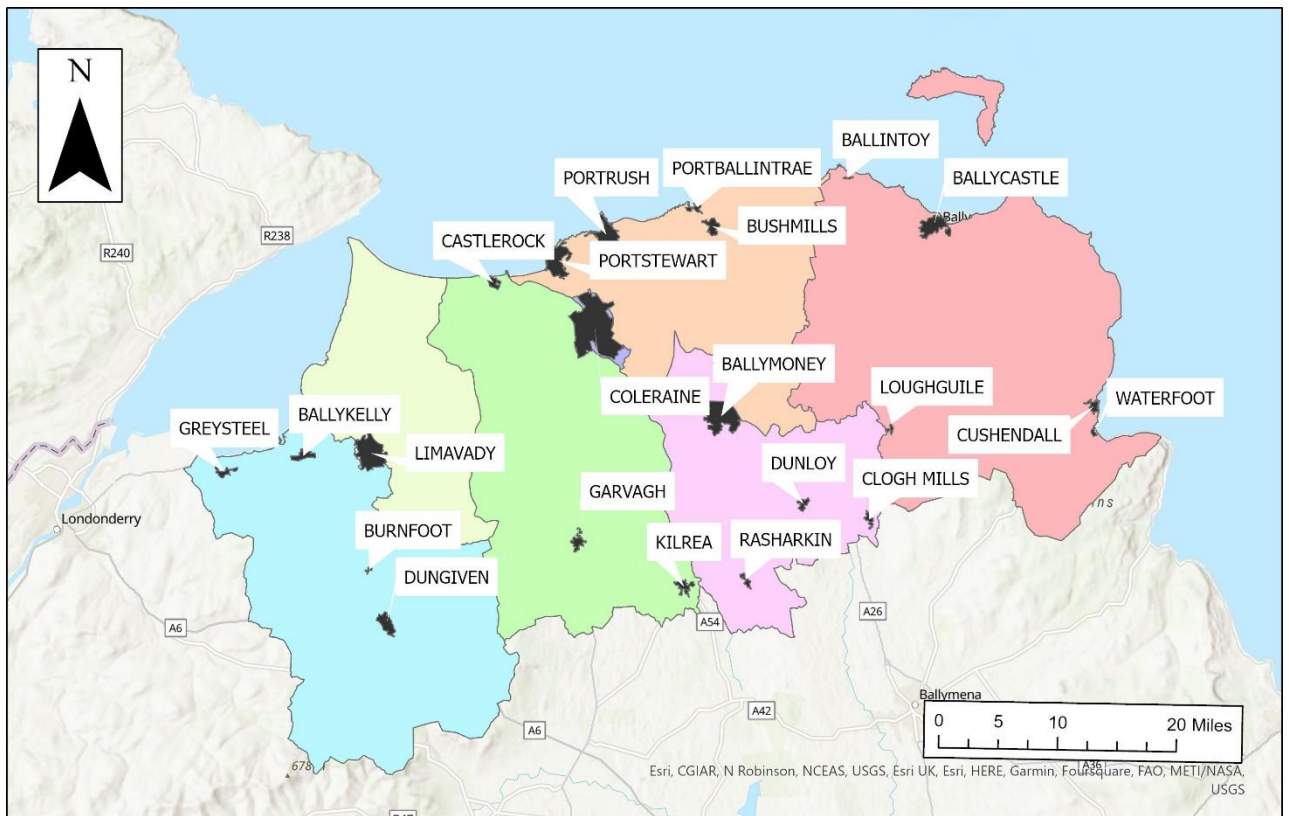 N
BALLINTOY
PORTBALLINTRAE
PORTRUSH
BALLYCASTLE
Bally
BUSHMILLS
CASTLEROCK
PORTSTEWART
R238
R240
BALLYMONEY
COLERAINE
LOUGHGUILE
WATERFOOT
BALLYKELLY
GREYSTEEL
LIMAVADY
CUSHENDALL
DUNLOY
CLOGH MILLS
GARVAGH
Londonderry
BURNFOOT
KILREA
RASHARKIN
DUNGIVEN
A6
A54
A26
Ballymena
A42
A6
0 5 10 20 Miles
Esri, CGIAR, N Robinson, NCEAS, USGS, Esri UK, Esri, HERE, Garmin, Foursquare, FAO, METI/NASA,
USGS
A36